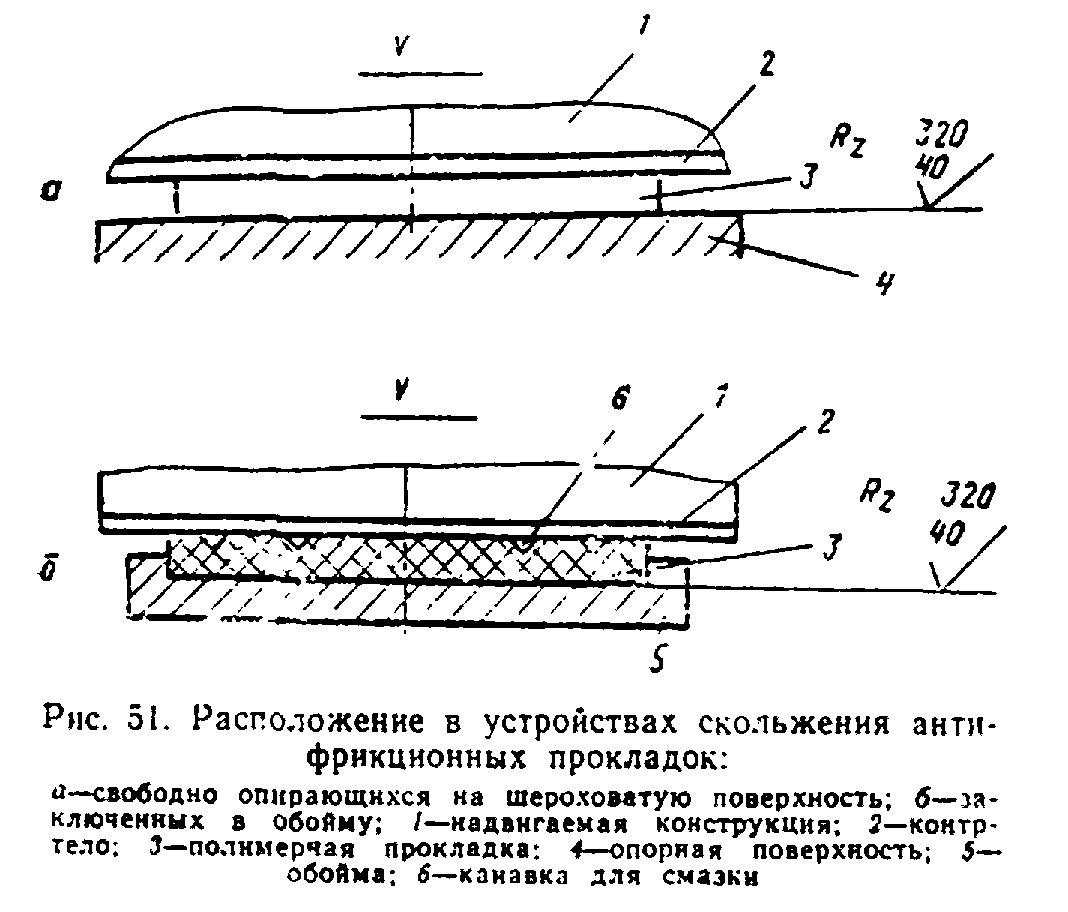 V
1
2
Rz 320
40
3
а
4
V
6
1
2
Rz 320
40
3
б
5
Рис. 51. Расположение в устройствах скольжения анти-
фрикционных прокладок:
а—свободно опирающихся на шероховатую поверхность; б—за-
ключенных в обойму; 1—надвигаемая конструкция; 2—контр-
тело; 3—полимерная прокладка; 4—опорная поверхность; 5—
обойма; 6—канавка для смазки